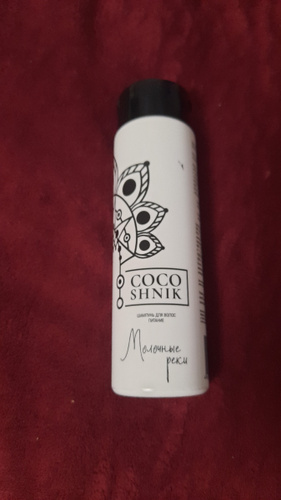 COCO
SHNIK
ШАМПУНЬ ДЛЯ ВОЛОС
ПИТАНИЕ
Молочные
реки